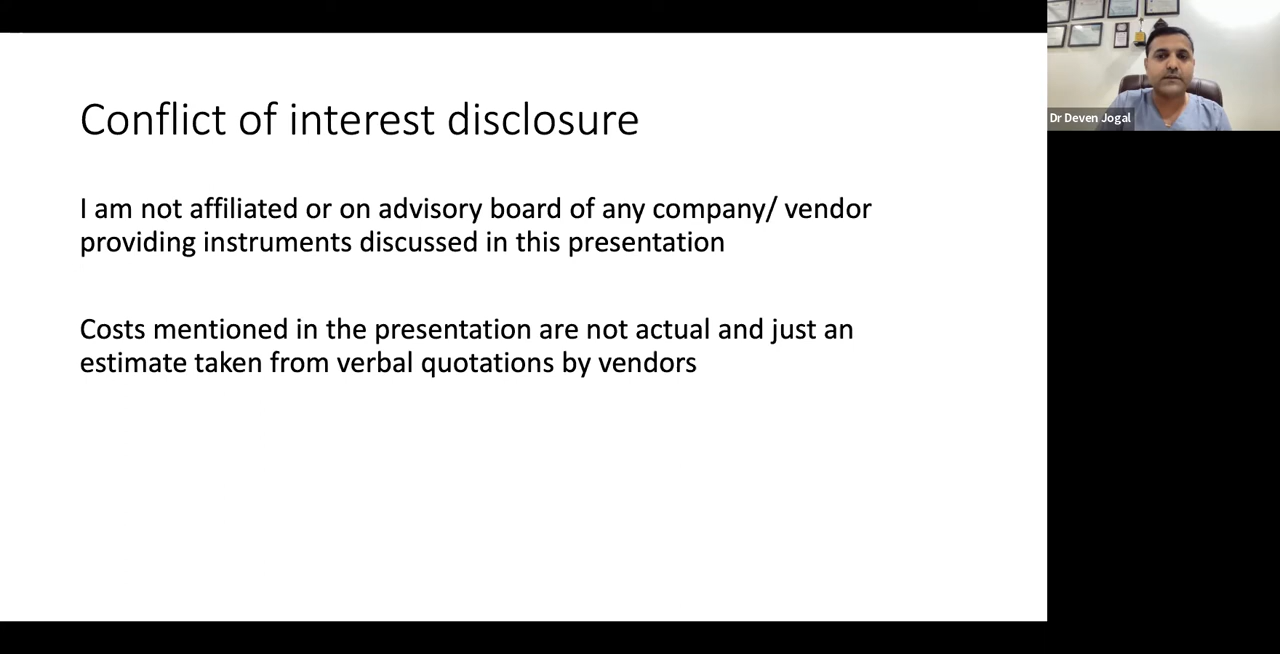 Conflict of interest disclosure
I am not affiliated or on advisory board of any company/ vendor
providing instruments discussed in this presentation
Costs mentioned in the presentation are not actual and just an
estimate taken from verbal quotations by vendors
Dr Deven Jogal